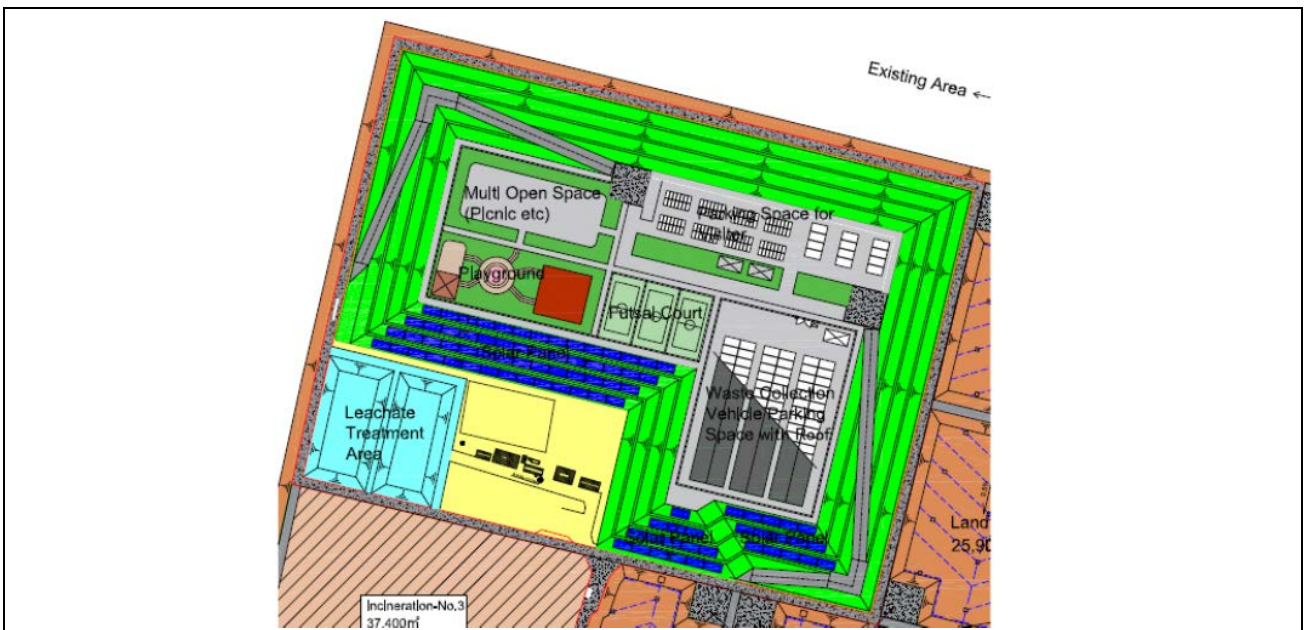 Existing Area
Multi Open Space
(Picnic etc)
Parking Space for
Visitor
Playground
Futsal Court
(Solar Panel
Waste Collection
Vehicle Parking
Space with Roof
Leachate
Treatment
Area
Solar Panel
Solar Panel
Land
25,90
Incineration-No.3
37,400㎡